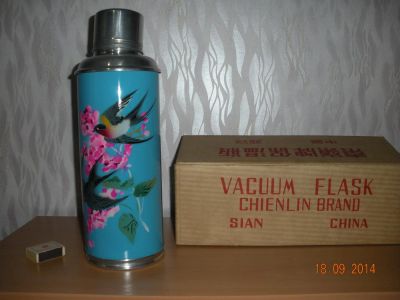 VACUUM FLASK
CHIENLIN BRAND
SIAN CHINA
18.09.2014